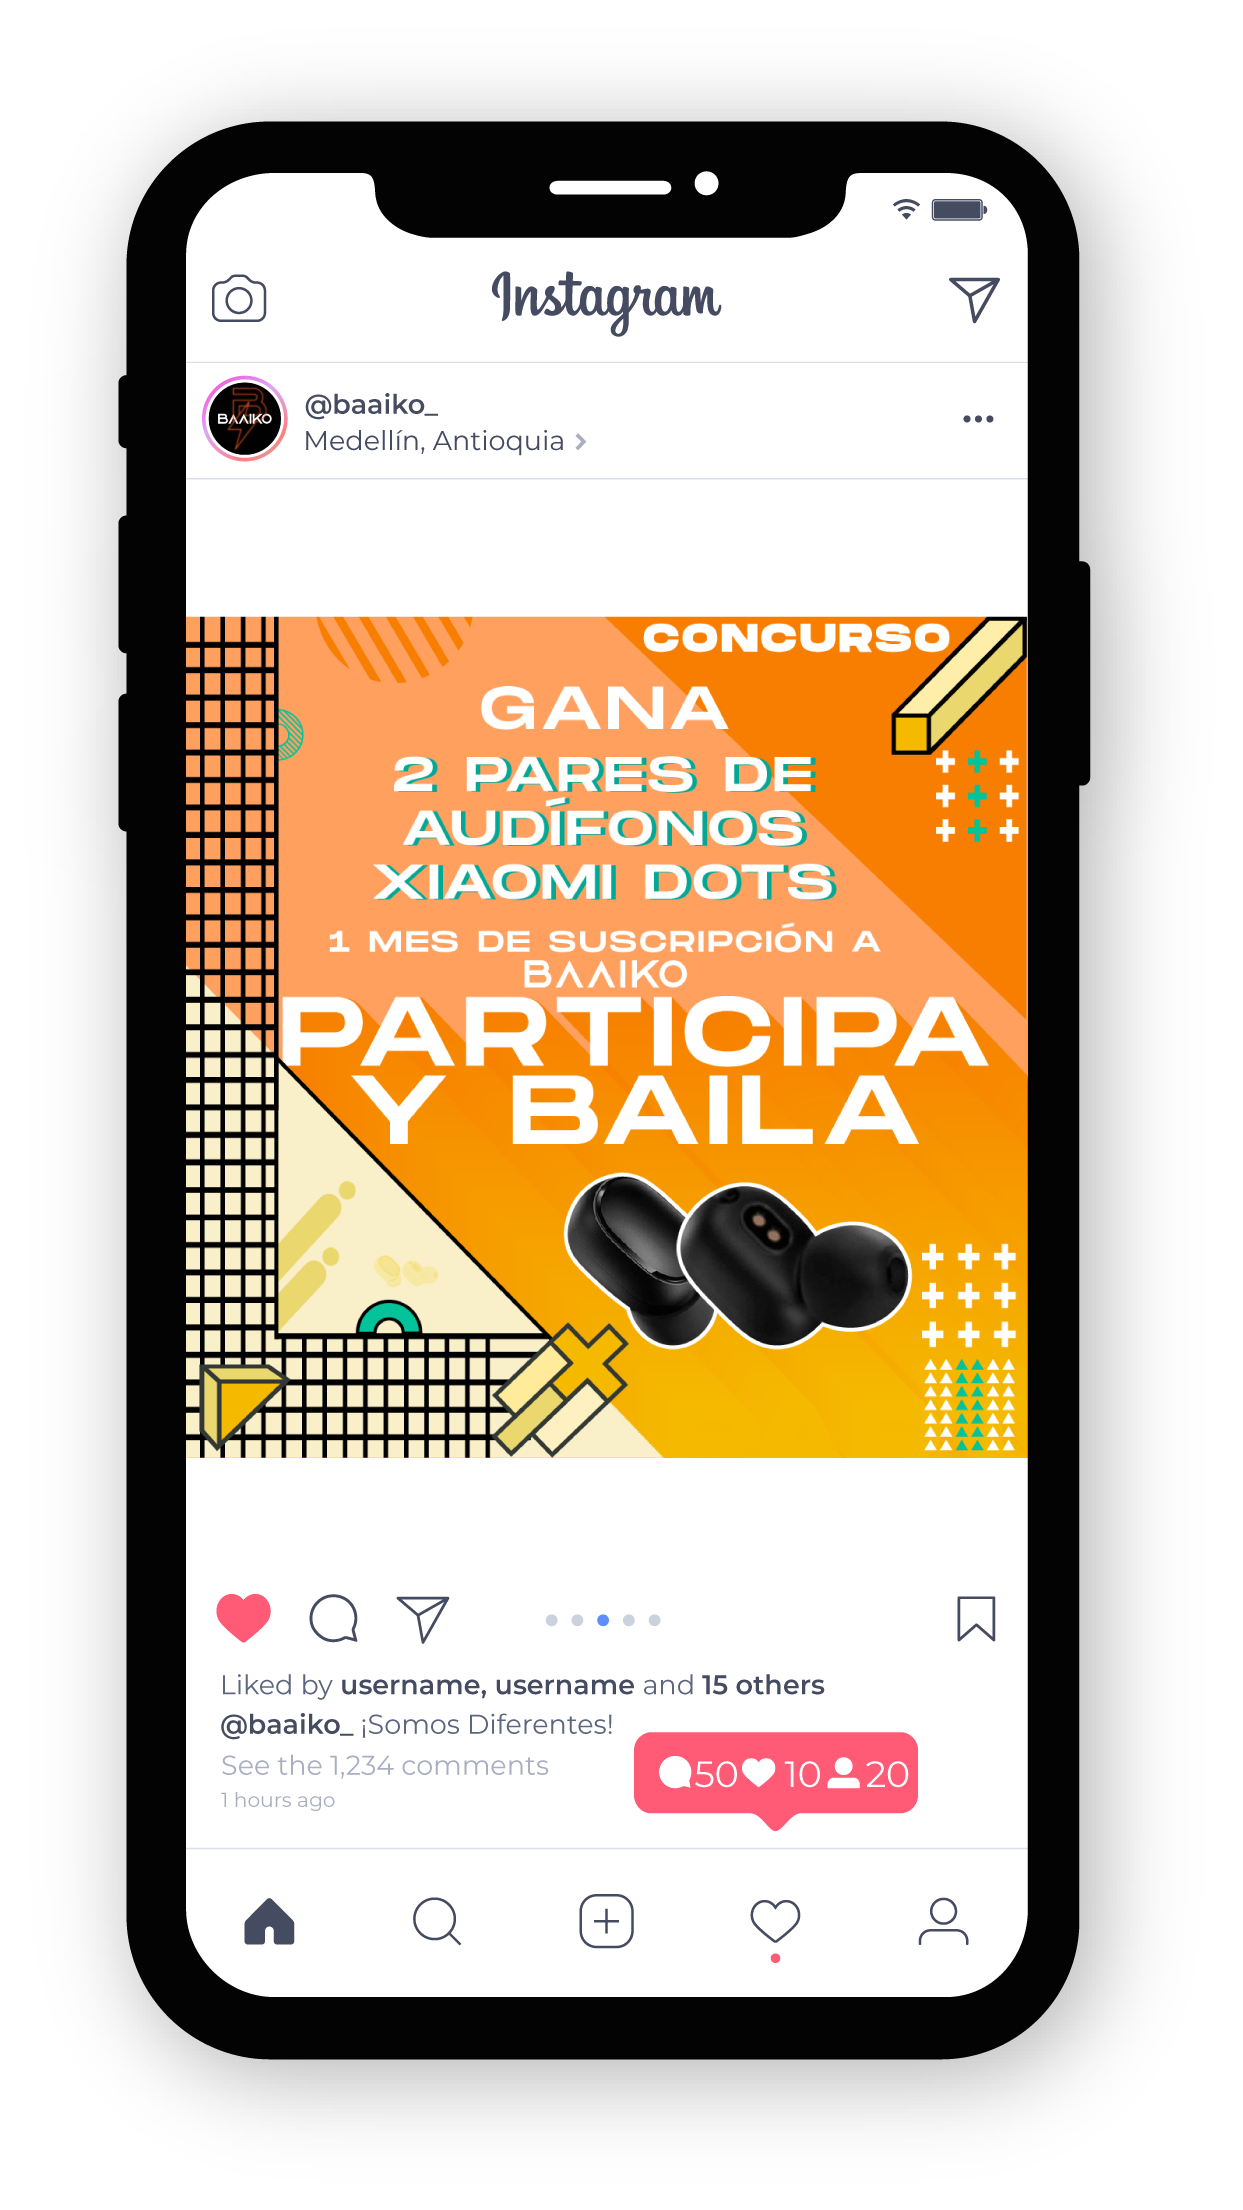 Instagram
BAAIKO
@baaiko_
Medellín, Antioquia >
CONCURSO
GANA
2 PARES DE
AUDÍFONOS
XIAOMI DOTS
1 MES DE SUSCRIPCIÓN A
BAAIKO
PARTICIPA
Y BAILA
Liked by username, username and 15 others
@baaiko_ ¡Somos Diferentes!
See the 1,234 comments
50 10 20
1 hours ago